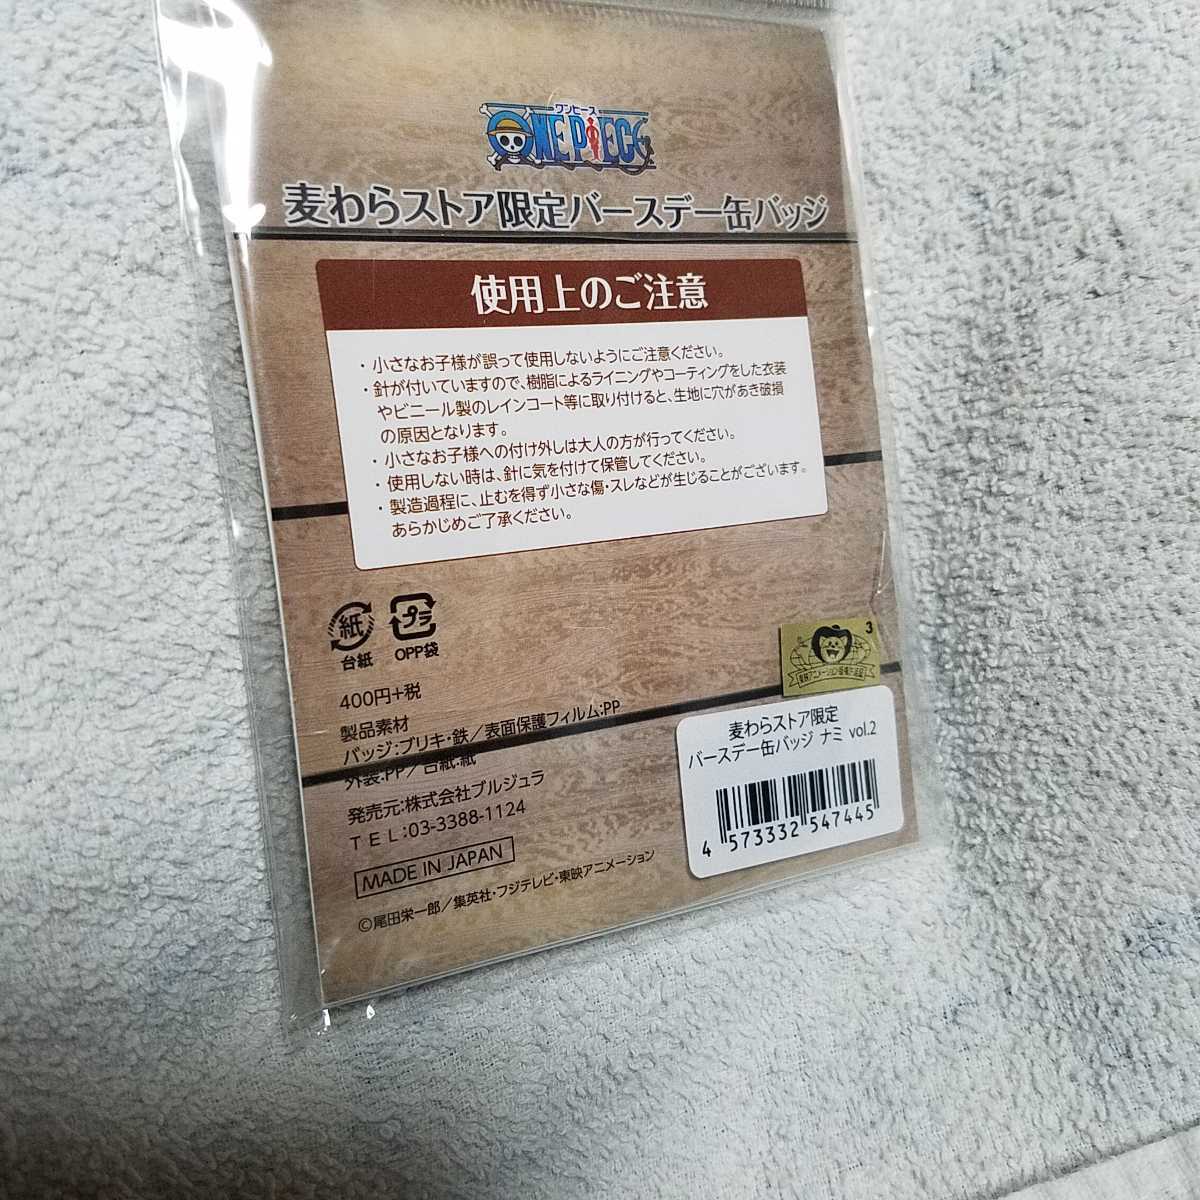 ワンピース
ONE PIECE
麦わらストア限定バースデー缶バッジ
使用上のご注意
・小さなお子様が誤って使用しないようにご注意ください。
・針が付いていますので、樹脂によるライニングやコーティングをした衣装
やビニール製のレインコート等に取り付けると、生地に穴があき破損
の原因となります。
・小さなお子様への付け外しは大人の方が行ってください。
・使用しない時は、針に気を付けて保管してください。
・製造過程に、止むを得ず小さな傷・スレなどが生じることがございます。
あらかじめご了承ください。
紙
プラ
台紙
OPP袋
3
東映アニメーション版権許諾証
400円+税
製品素材
バッジ:ブリキ・鉄/表面保護フィルム:PP
外装:PP/台紙:紙
発売元:株式会社ブルジュラ
TEL:03-3388-1124
MADE IN JAPAN
©尾田栄一郎/集英社・フジテレビ・東映アニメーション
麦わらストア限定
バースデー缶バッジ ナミ vol.2
4 573332 547445